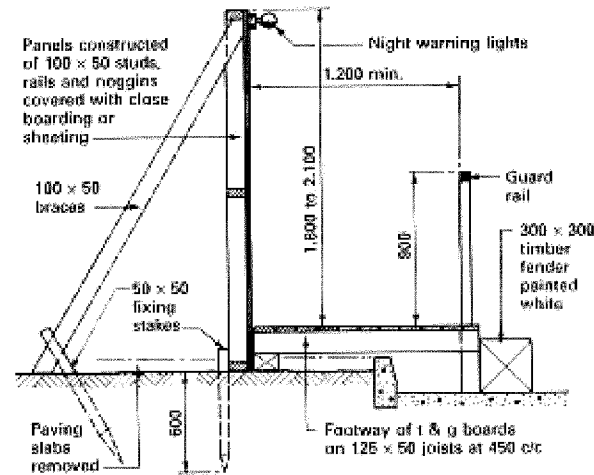 Panels constructed
of 100 × 50 studs,
rails and noggins
covered with close
boarding or
sheeting
Night warning lights
1.200 min.
1.800 to 2.100
100 × 50
braces
900
Guard
rail
300 × 300
timber
fender
painted
white
50 × 50
fixing
stakes
Paving
slabs
removed
600
Footway of t & g boards
on 125 × 50 joists at 450 c/c